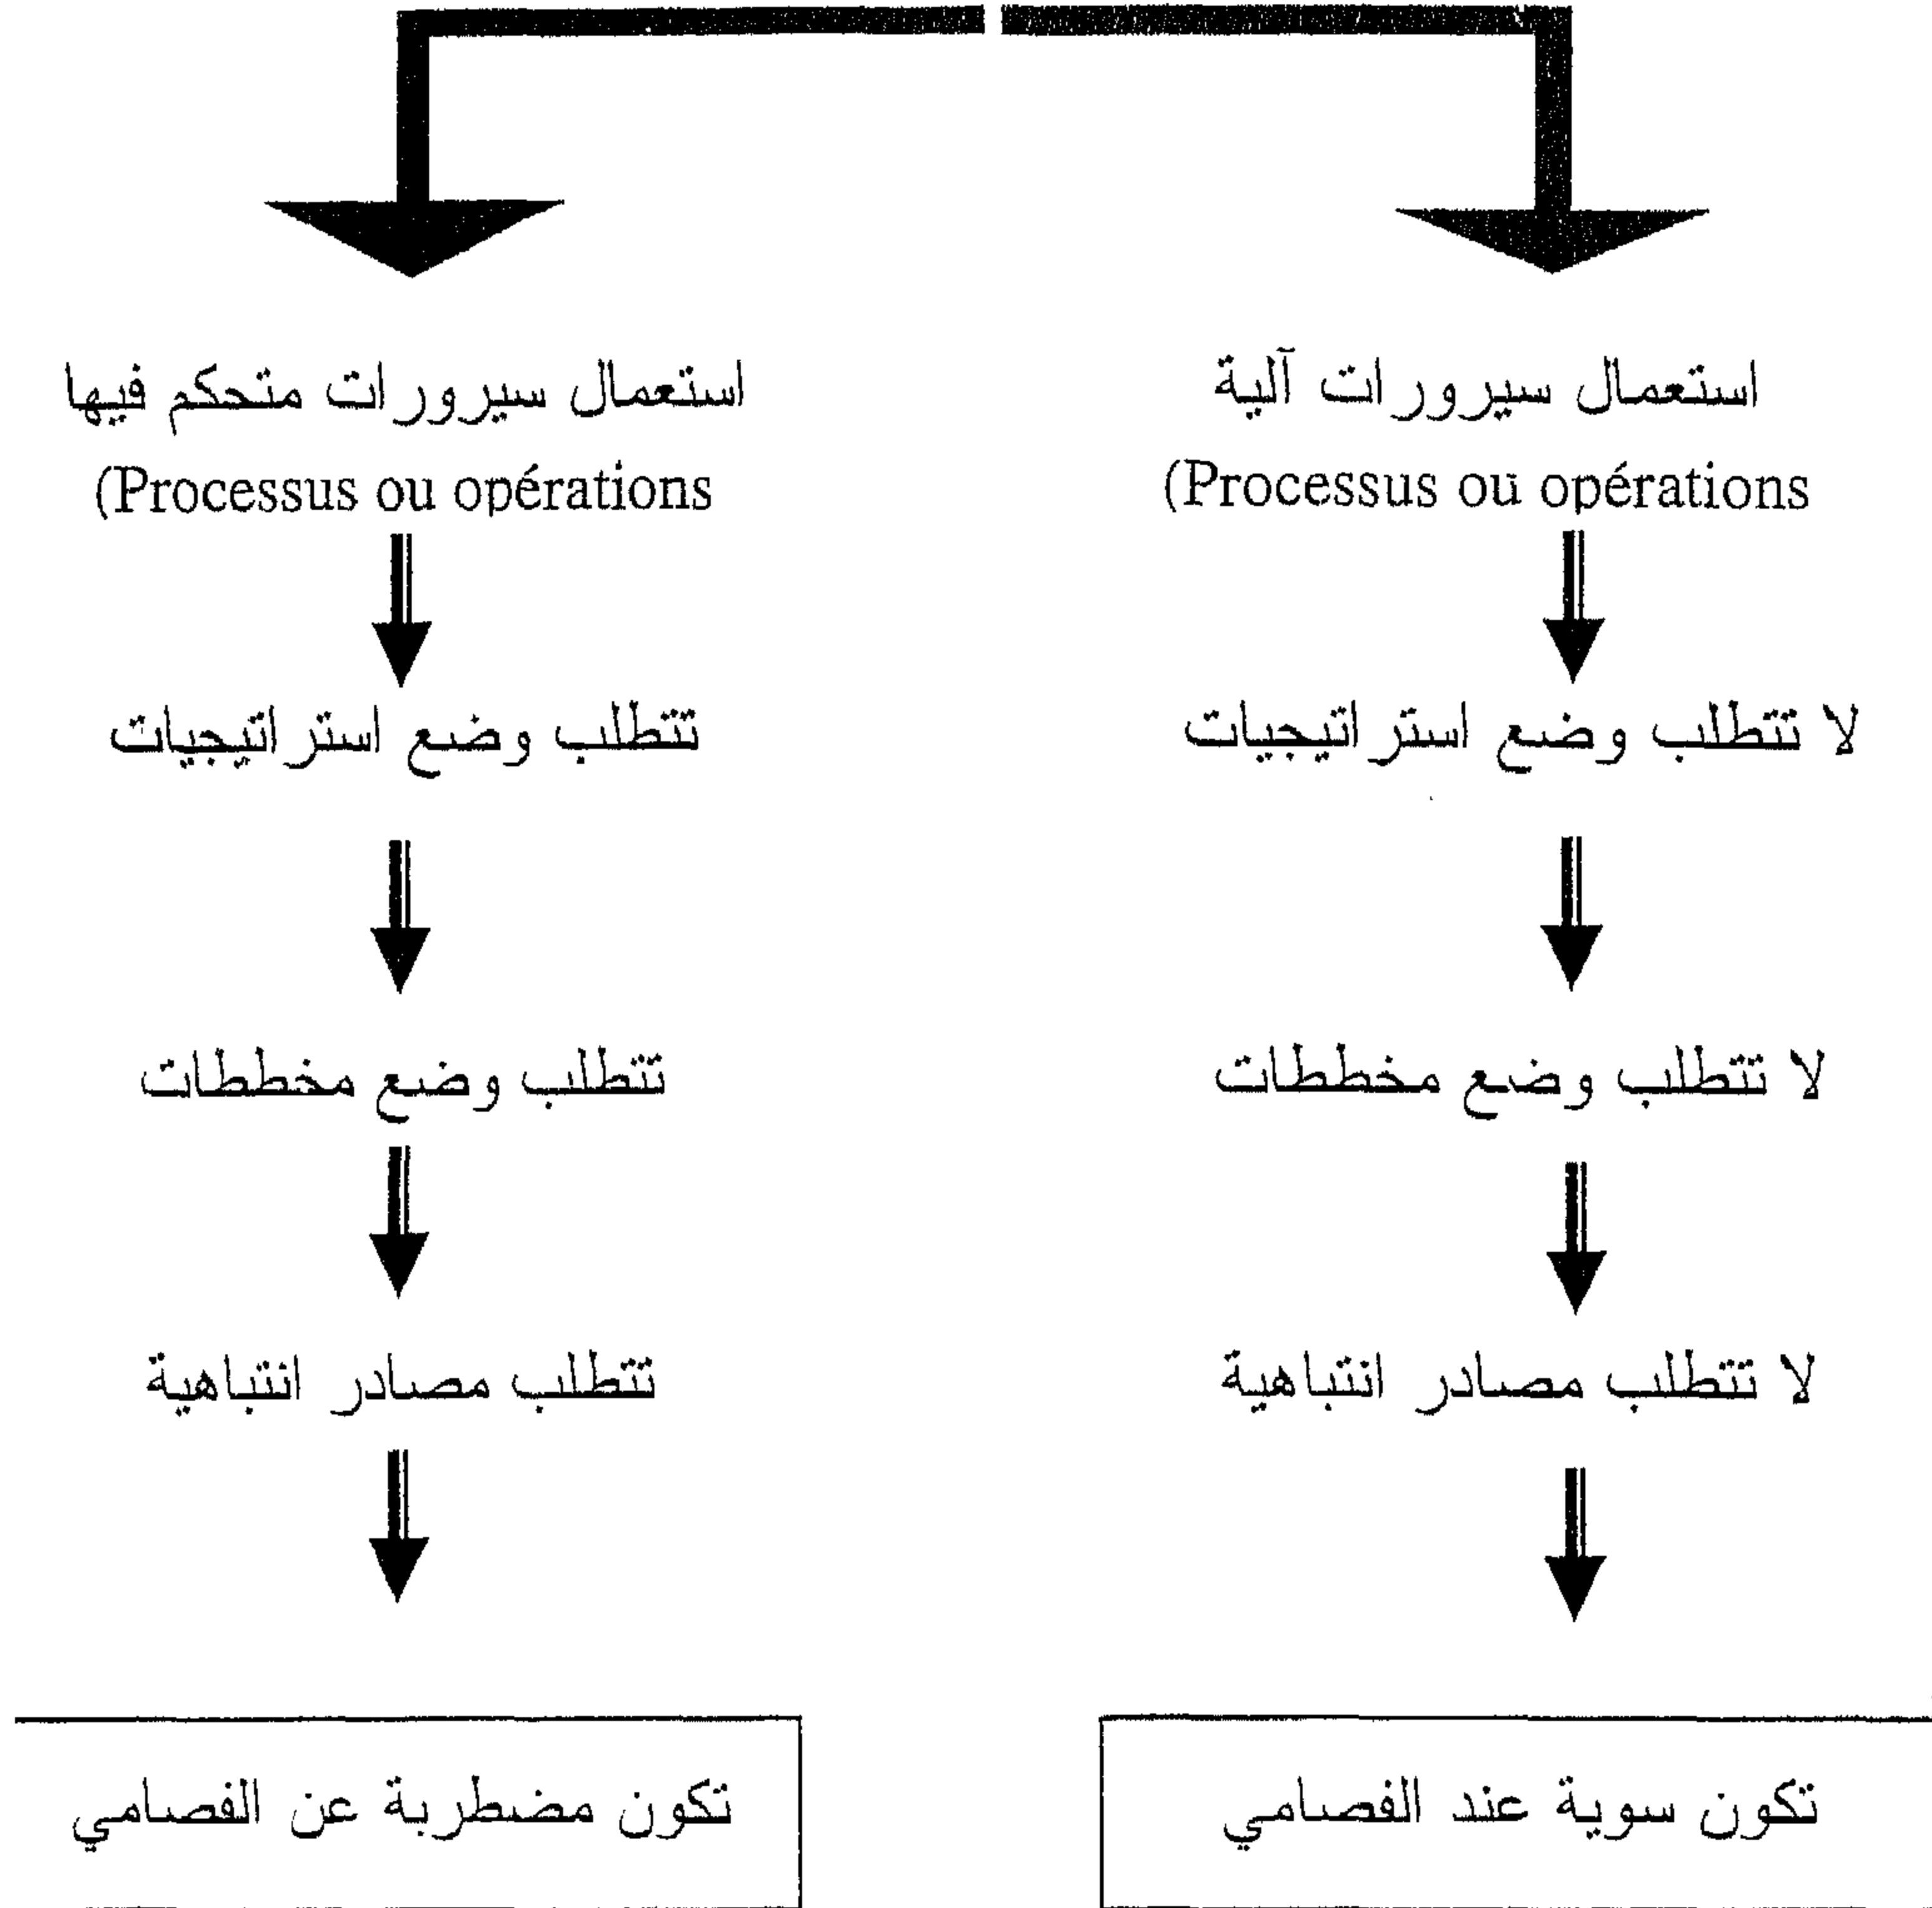 استعمال سيرورات آلية
(Processus ou opérations
لا تتطلب وضع استراتيجيات
لا تتطلب وضع مخططات
لا تتطلب مصادر انتباهية
تكون سوية عند الفصامي
استعمال سيرورات متحكم فيها
(Processus ou opérations
تتطلب وضع استراتيجيات
تتطلب وضع مخططات
تتطلب مصادر انتباهية
تكون مضطربة عن الفصامي